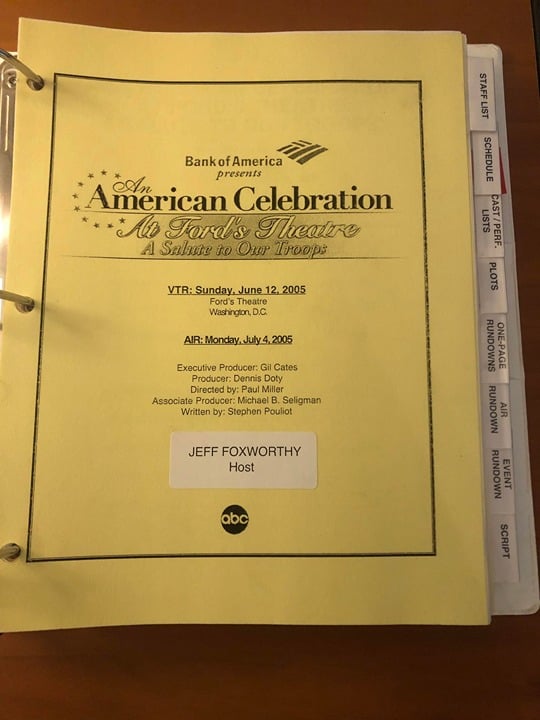 Bank of America
presents
An
American Celebration
At Ford's Theatre
A Salute to Our Troops
VTR: Sunday, June 12, 2005
Ford's Theatre
Washington, D.C.
AIR: Monday, July 4, 2005
Executive Producer: Gil Cates
Producer: Dennis Doty
Directed by: Paul Miller
Associate Producer: Michael B. Seligman
Written by: Stephen Pouliot
JEFF FOXWORTHY
Host
abc
STAFF LIST
SCHEDULE
CAST / PERF.
LISTS
PLOTS
ONE-PAGE
RUNDOWNS
AIR
RUNDOWN
EVENT
RUNDOWN
SCRIPT